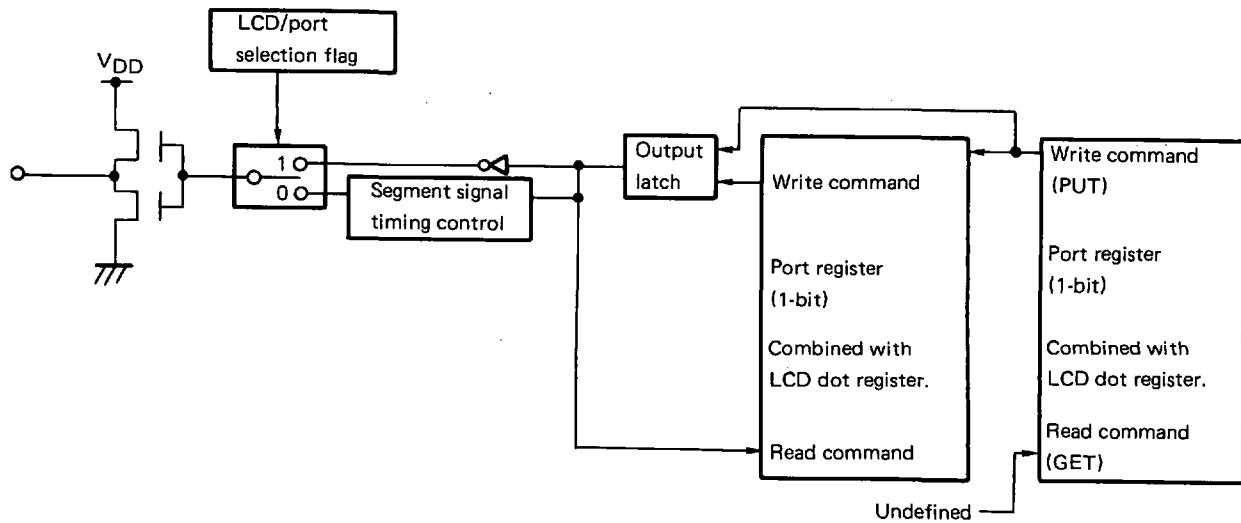 LCD/port
selection flag
VDD
1
0
Segment signal
timing control
Output
latch
Write command
Port register
(1-bit)
Combined with
LCD dot register.
Read command
Write command
(PUT)
Port register
(1-bit)
Combined with
LCD dot register.
Read command
(GET)
Undefined